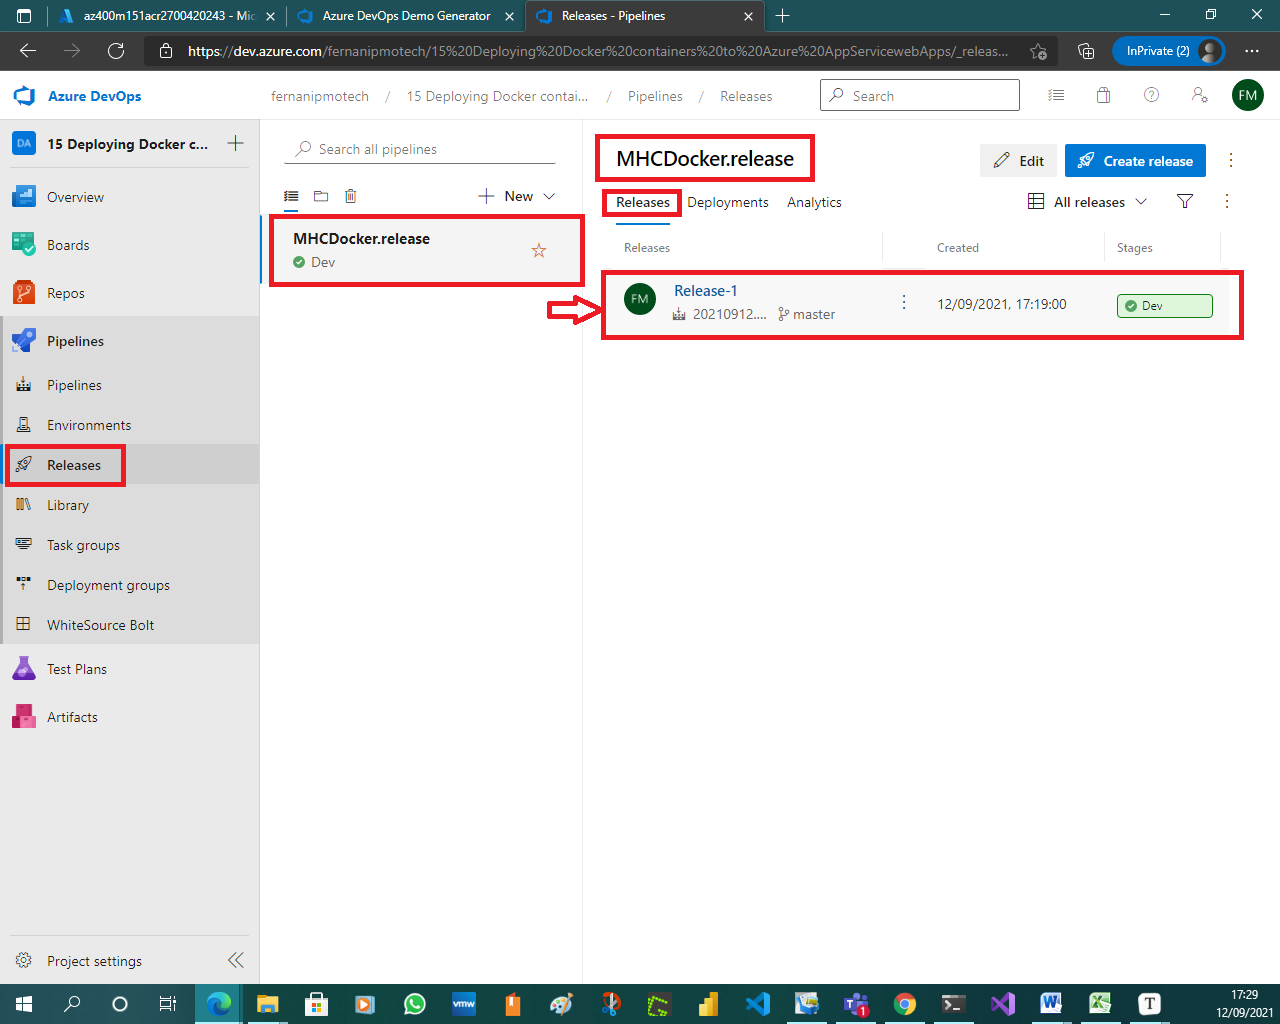 az400m151acr2700420243 - Mic
Azure DevOps Demo Generator
Releases - Pipelines
https://dev.azure.com/fernanipmotech/15%20Deploying%20Docker%20containers%20to%20Azure%20AppServicewebApps/_releas...
InPrivate (2)
Azure DevOps
fernanipmotech / 15 Deploying Docker contai... / Pipelines / Releases
Search
FM
DA
15 Deploying Docker c...
Overview
Boards
Repos
Pipelines
Pipelines
Environments
Releases
Library
Task groups
Deployment groups
WhiteSource Bolt
Test Plans
Artifacts
Project settings
Search all pipelines
New
MHCDocker.release
Dev
MHCDocker.release
Edit
Create release
Releases Deployments Analytics
All releases
Releases Created Stages
FM
Release-1
20210912.... master
12/09/2021, 17:19:00
Dev
vmw
1
T
17:29
12/09/2021